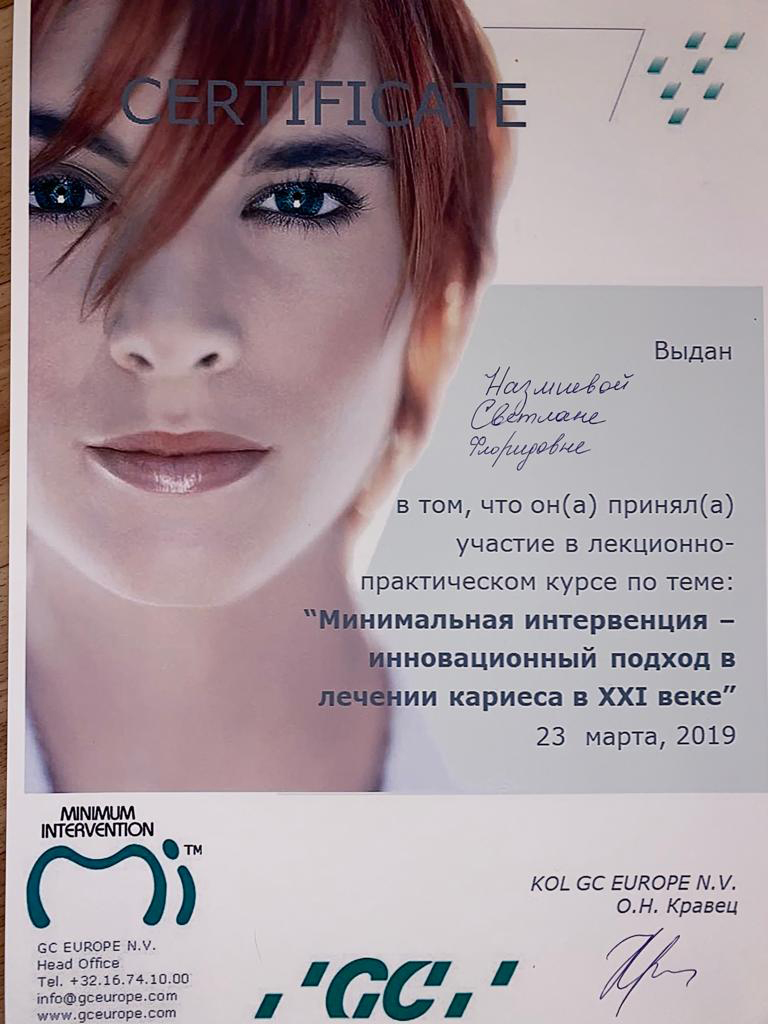 CERTIFICATE
Выдан
Назмиевой
Светлане
Флоридовне
в том, что он(а) принял(а)
участие в лекционно-
практическом курсе по теме:
“Минимальная интервенция –
инновационный подход в
лечении кариеса в XXI веке”
23 марта, 2019
MINIMUM
INTERVENTION
Mi™
GC EUROPE N.V.
Head Office
Tel. +32.16.74.10.00
info@gceurope.com
www.gceurope.com
KOL GC EUROPE N.V.
О.Н. Кравец
GC